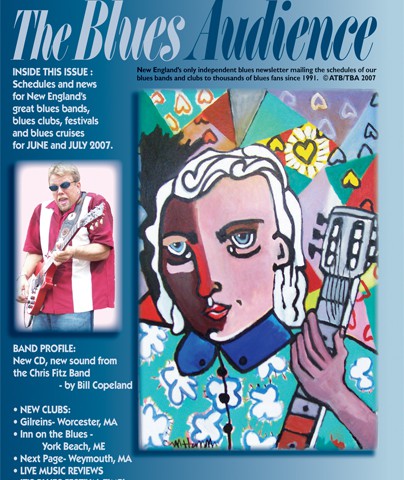 The Blues Audience
INSIDE THIS ISSUE :
Schedules and news
for New England's
great blues bands,
blues clubs, festivals
and blues cruises
for JUNE and JULY 2007.
New England's only independent blues newsletter mailing the schedules of our
blues bands and clubs to thousands of blues fans since 1991. ©ATB/TBA 2007
BAND PROFILE:
New CD, new sound from
the Chris Fitz Band
- by Bill Copeland
• NEW CLUBS:
• Gilreins- Worcester, MA
• Inn on the Blues -
York Beach, ME
• Next Page- Weymouth, MA
• LIVE MUSIC REVIEWS